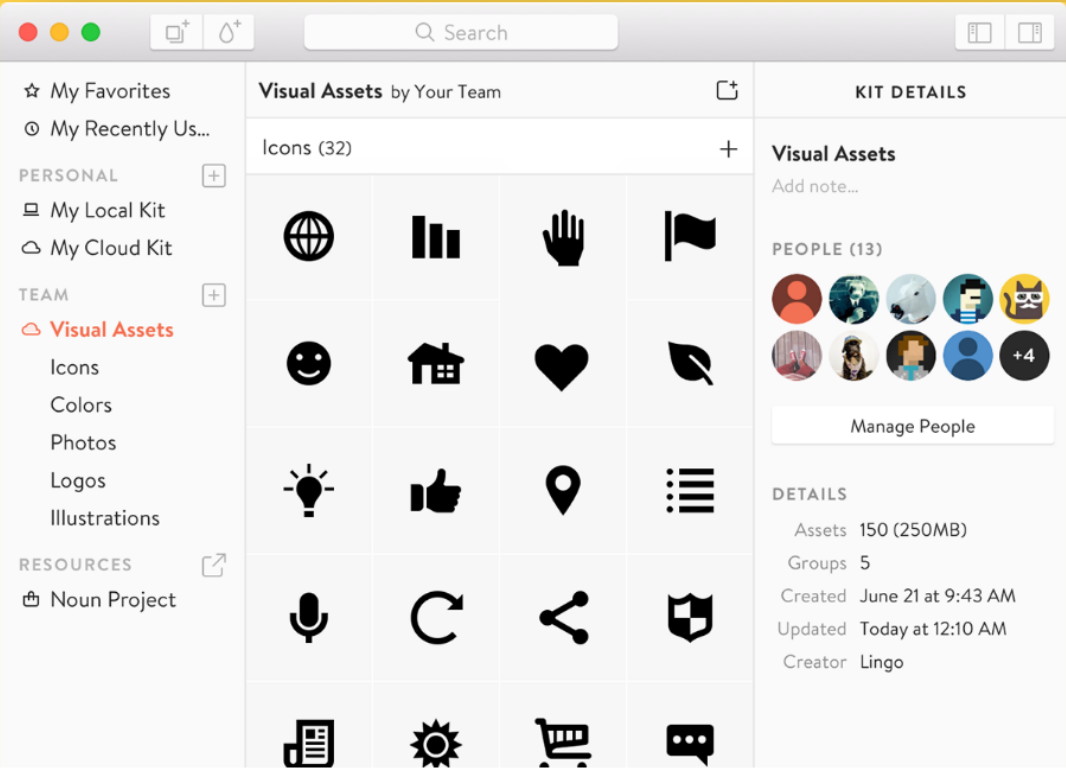 Search
My Favorites
My Recently Us...
PERSONAL
My Local Kit
My Cloud Kit
TEAM
Visual Assets
Icons
Colors
Photos
Logos
Illustrations
RESOURCES
Noun Project
Visual Assets by Your Team
Icons (32)
KIT DETAILS
Visual Assets
Add note...
PEOPLE (13)
+4
Manage People
DETAILS
Assets 150 (250MB)
Groups 5
Created June 21 at 9:43 AM
Updated Today at 12:10 AM
Creator Lingo